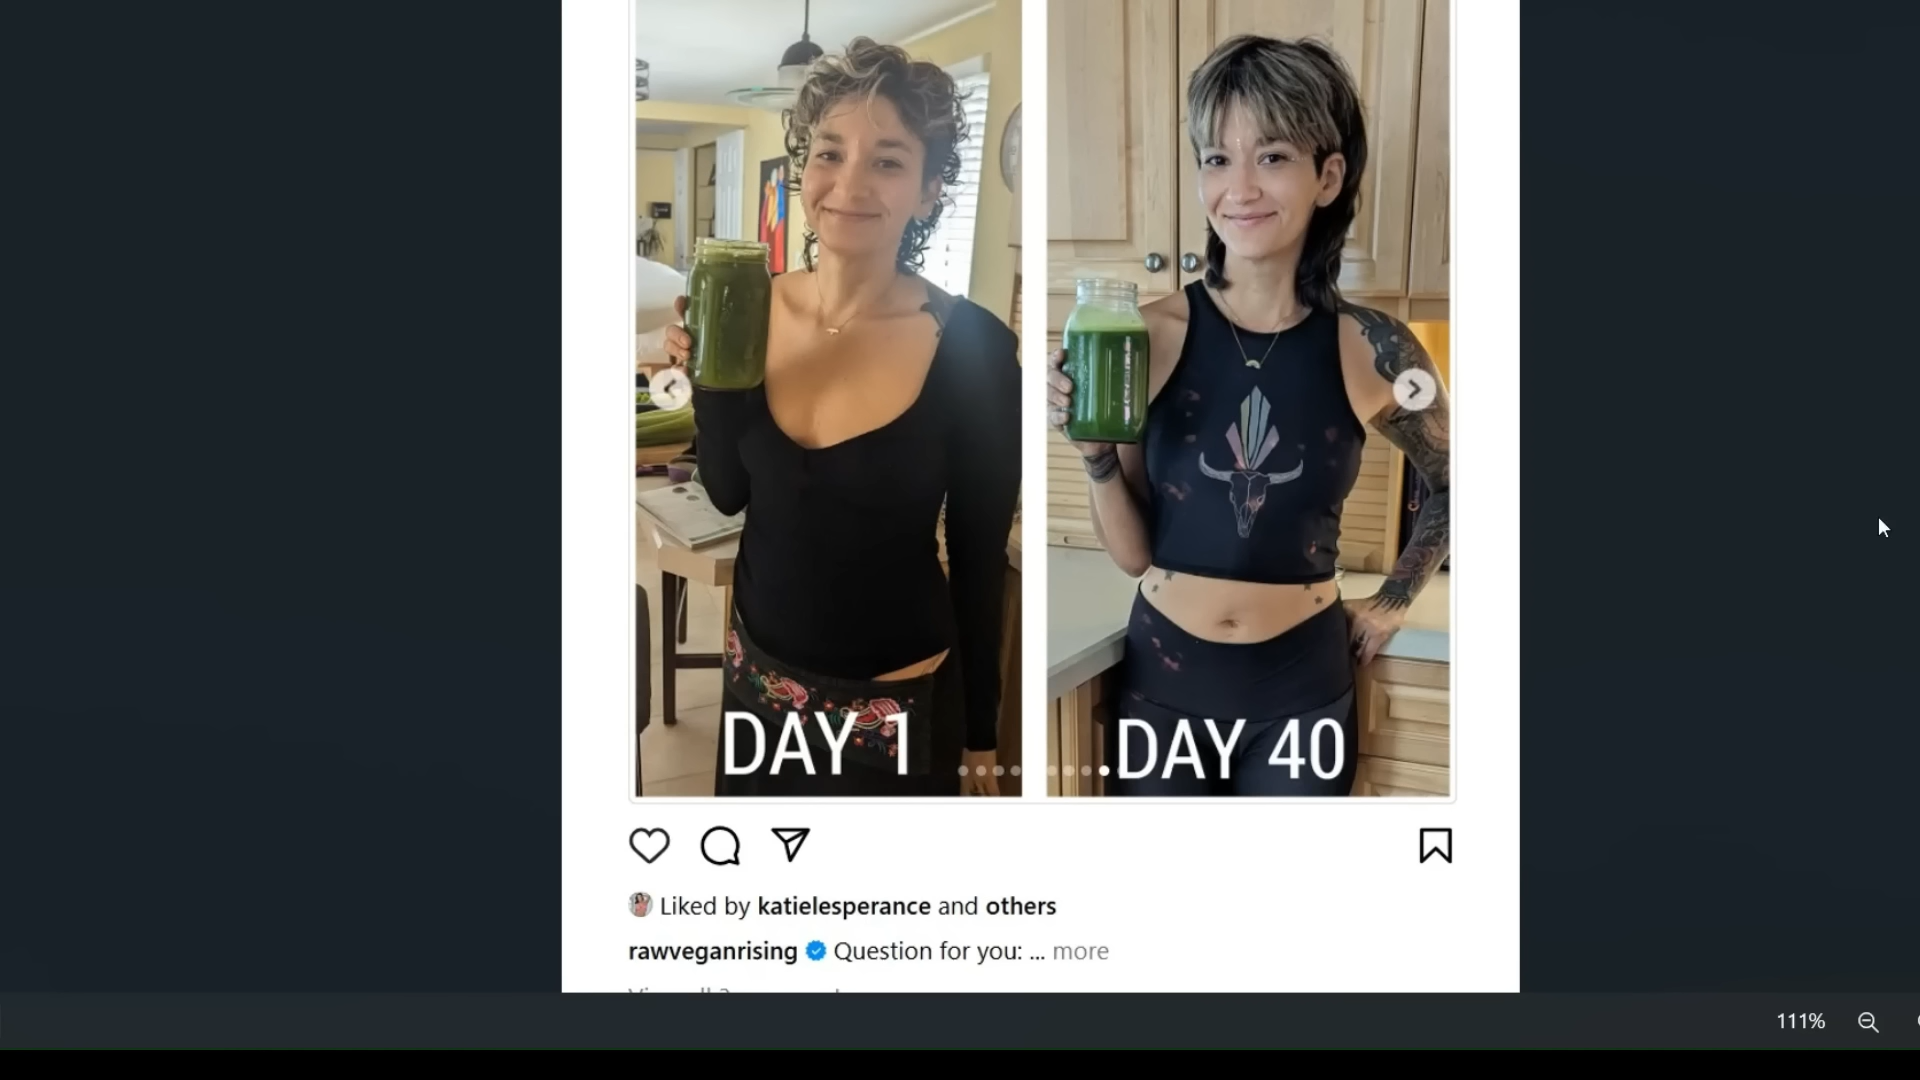 DAY 1
DAY 40
Liked by katielesperance and others
rawveganrising Question for you: ... more
111%